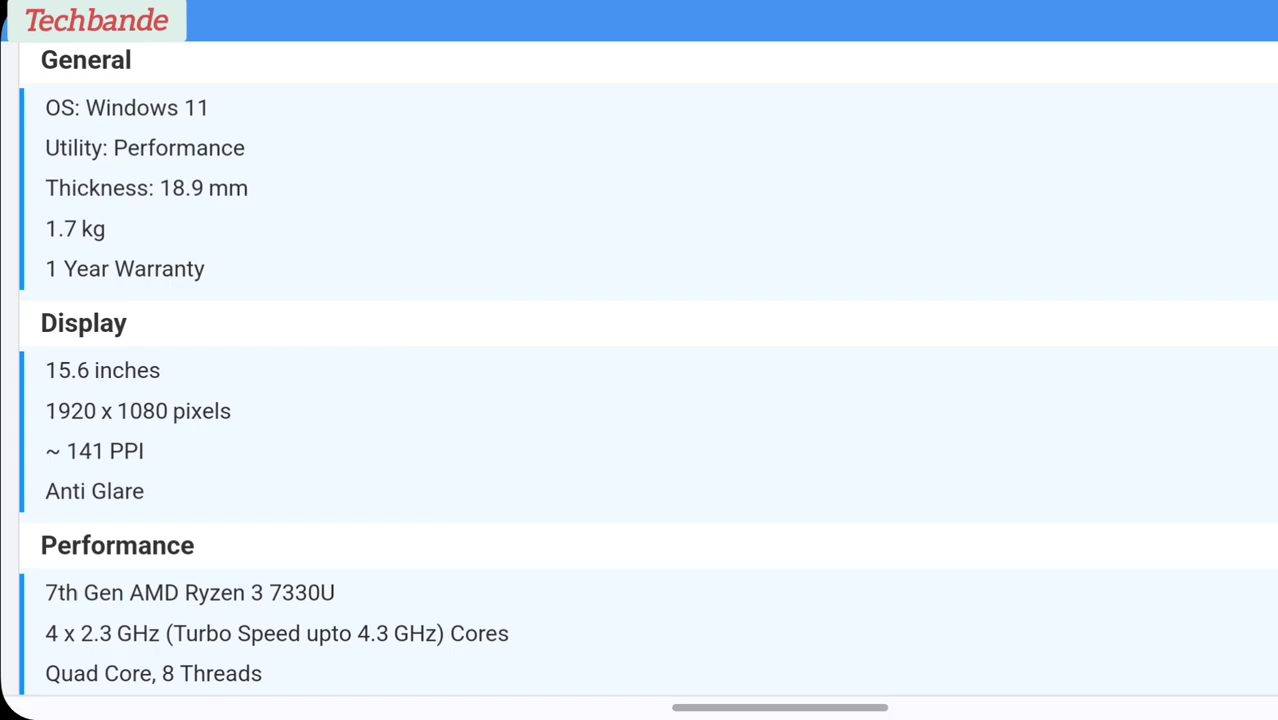 Techbande
General
OS: Windows 11
Utility: Performance
Thickness: 18.9 mm
1.7 kg
1 Year Warranty
Display
15.6 inches
1920 x 1080 pixels
~ 141 PPI
Anti Glare
Performance
7th Gen AMD Ryzen 3 7330U
4 x 2.3 GHz (Turbo Speed upto 4.3 GHz) Cores
Quad Core, 8 Threads